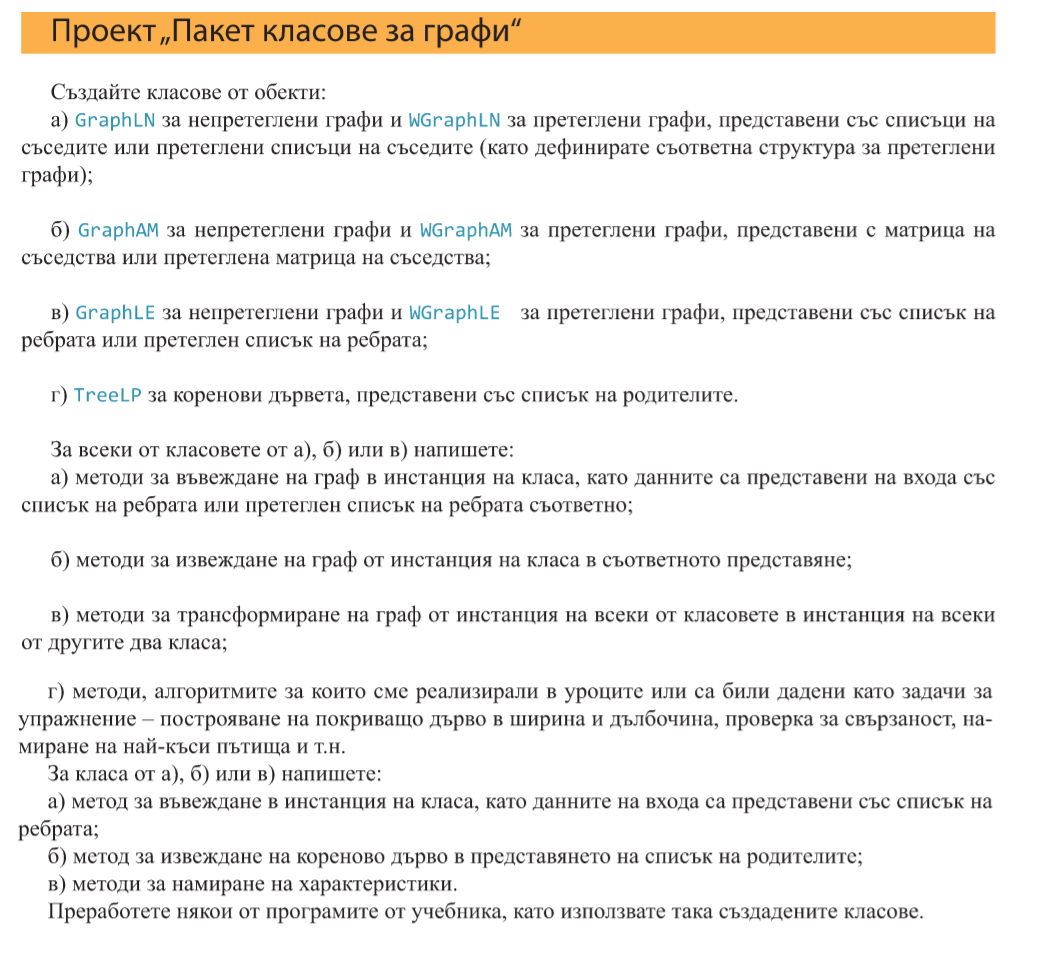 Проект „Пакет класове за графи“
Създайте класове от обекти:
а) GraphLN за непретеглени графи и WGraphLN за претеглени графи, представени със списъци на
съседите или претеглени списъци на съседите (като дефинирате съответна структура за претеглени
графи);
б) GraphAM за непретеглени графи и WGraphAM за претеглени графи, представени с матрица на
съседства или претеглена матрица на съседства;
в) GraphLE за непретеглени графи и WGraphLE за претеглени графи, представени със списък на
ребрата или претеглен списък на ребрата;
г) TreeLP за коренови дървета, представени със списък на родителите.
За всеки от класовете от а), б) или в) напишете:
а) методи за въвеждане на граф в инстанция на класа, като данните са представени на входа със
списък на ребрата или претеглен списък на ребрата съответно;
б) методи за извеждане на граф от инстанция на класа в съответното представяне;
в) методи за трансформиране на граф от инстанция на всеки от класовете в инстанция на всеки
от другите два класа;
г) методи, алгоритмите за които сме реализирали в уроците или са били дадени като задачи за
упражнение – построяване на покриващо дърво в ширина и дълбочина, проверка за свързаност, на-
миране на най-къси пътища и т.н.
За класа от а), б) или в) напишете:
а) метод за въвеждане в инстанция на класа, като данните на входа са представени със списък на
ребрата;
б) метод за извеждане на кореново дърво в представянето на списък на родителите;
в) методи за намиране на характеристики.
Преработете някои от програмите от учебника, като използвате така създадените класове.